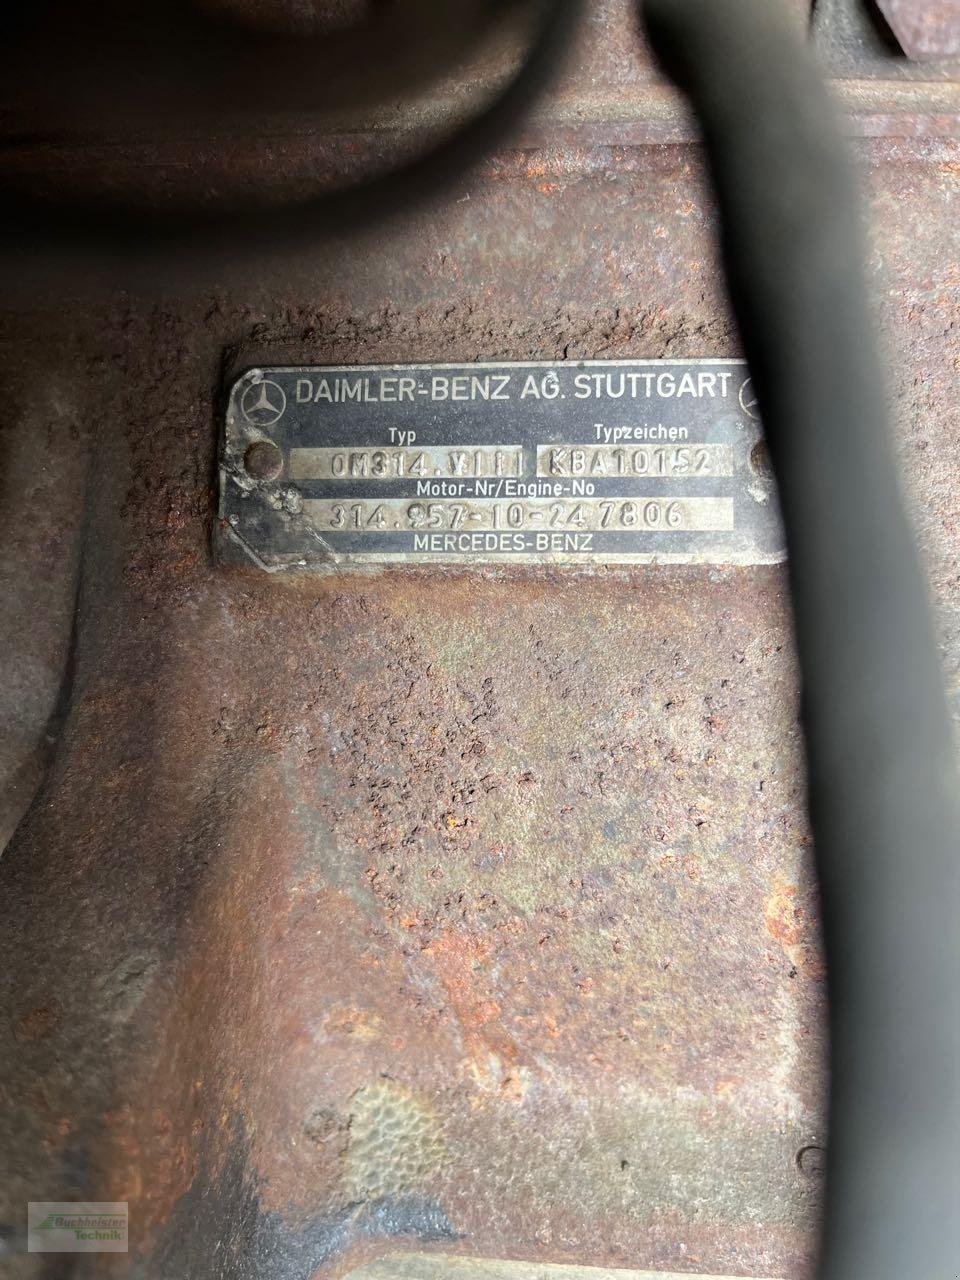 DAIMLER-BENZ AG. STUTTGART
Typ Typzeichen
OM314.VIII KBA10152
Motor-Nr/Engine-No
314.957-10-247806
MERCEDES-BENZ
Buchheister
Technik